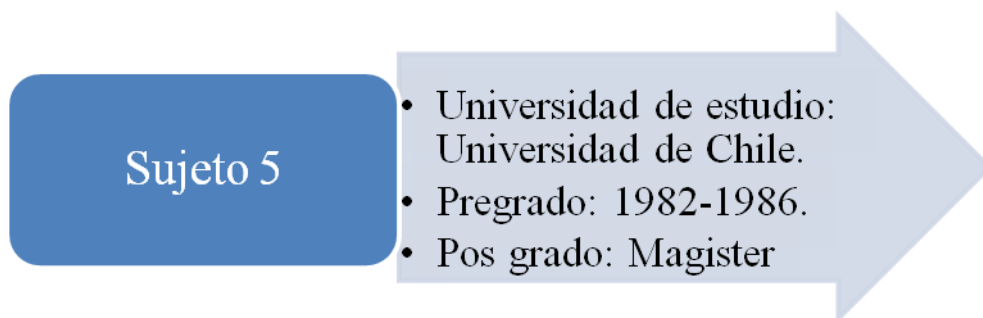 Sujeto 5
• Universidad de estudio:
Universidad de Chile.
• Pregrado: 1982-1986.
• Pos grado: Magister